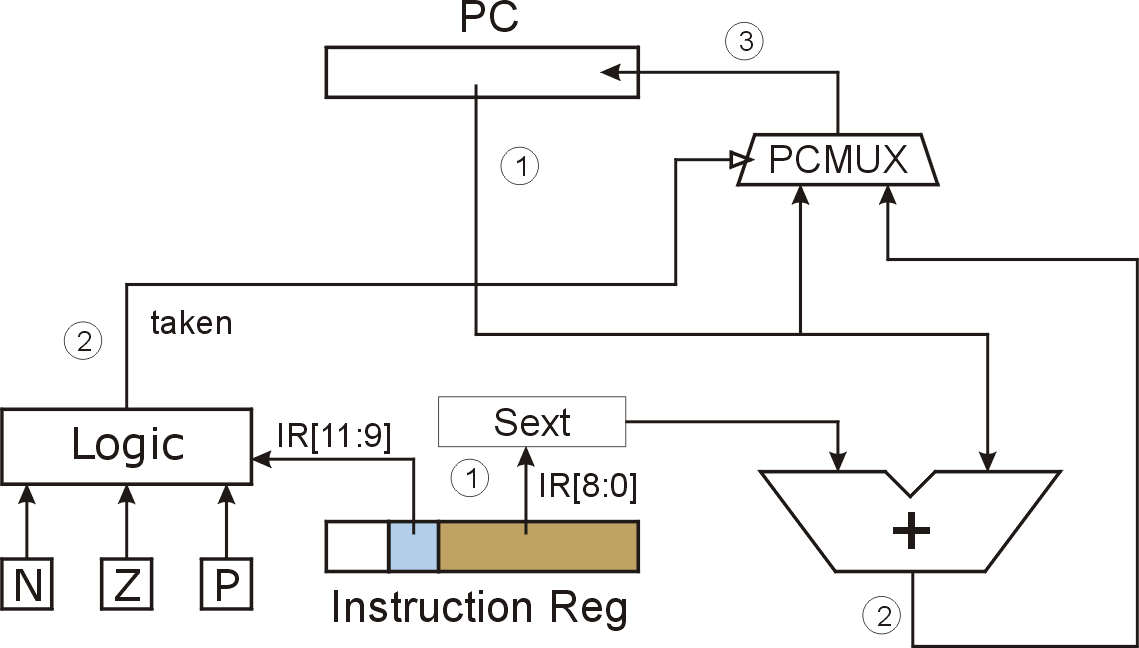 PC
3
1
PCMUX
taken
2
Logic
IR[11:9]
Sext
1
IR[8:0]
+
N
Z
P
Instruction Reg
2